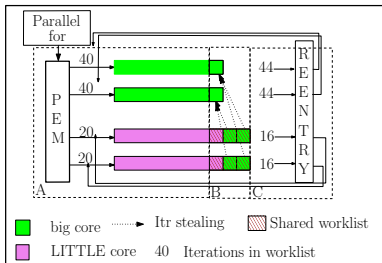 Parallel
for
40
40
20
20
P
E
M
A
B
C
44
44
16
16
R
E
E
N
T
R
Y
big core
Itr stealing
Shared worklist
LITTLE core
40 Iterations in worklist